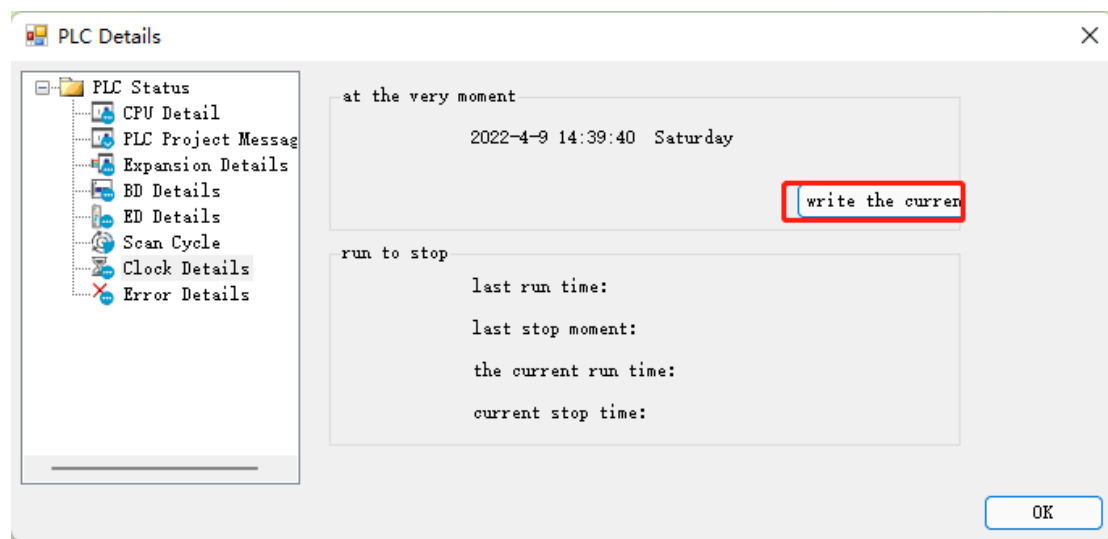 PLC Details
PLC Status
CPU Detail
PLC Project Messag
Expansion Details
BD Details
ED Details
Scan Cycle
Clock Details
Error Details
at the very moment
2022-4-9 14:39:40 Saturday
write the curren
run to stop
last run time:
last stop moment:
the current run time:
current stop time:
OK